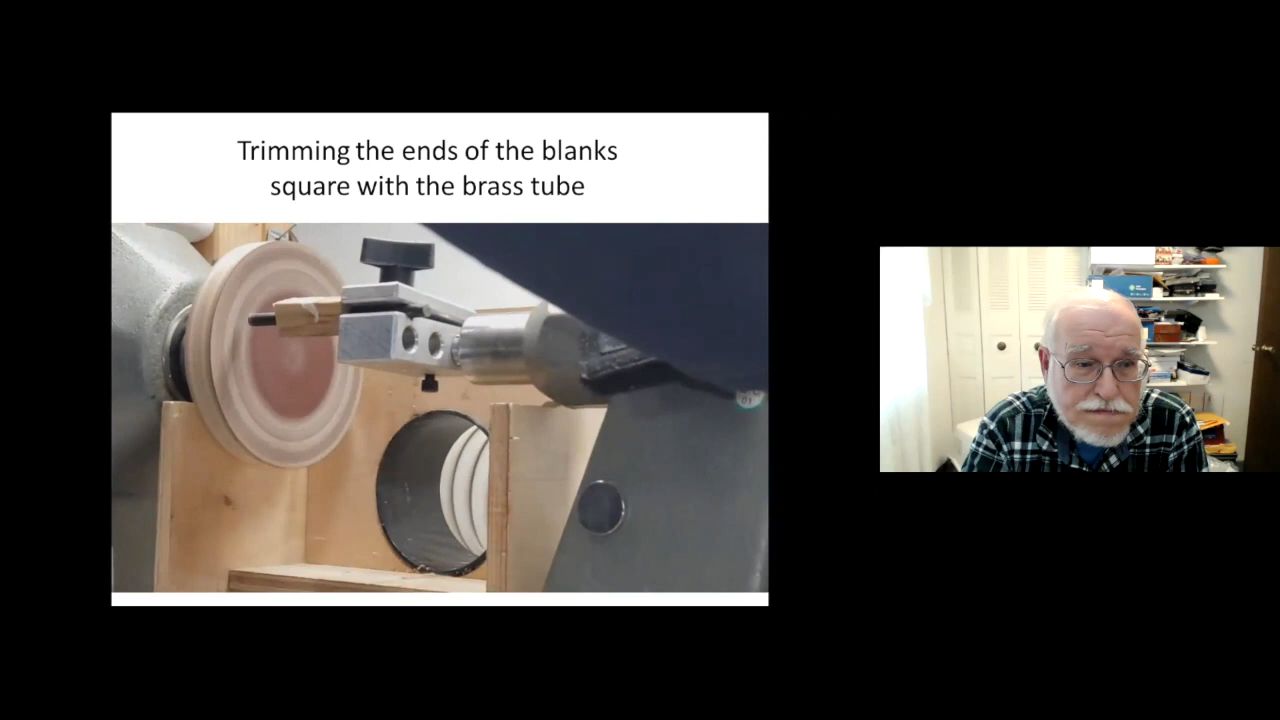 Trimming the ends of the blanks
square with the brass tube